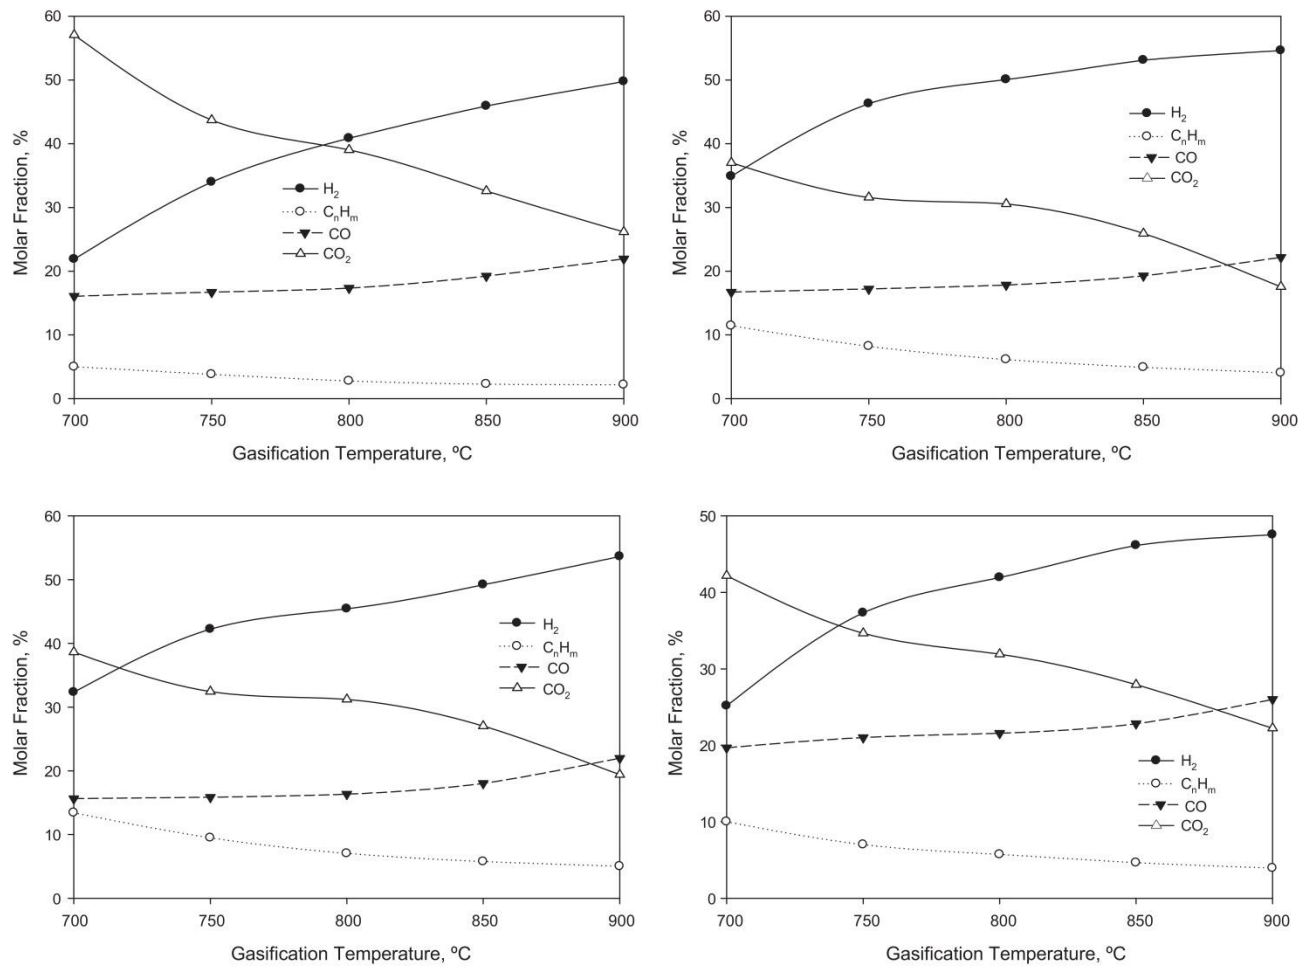 60
50
40
30
20
10
0
Molar Fraction, %
H₂
CₙHₘ
CO
CO₂
700 750 800 850 900
Gasification Temperature, ºC
60
50
40
30
20
10
0
Molar Fraction, %
H₂
CₙHₘ
CO
CO₂
700 750 800 850 900
Gasification Temperature, ºC
60
50
40
30
20
10
0
Molar Fraction, %
H₂
CₙHₘ
CO
CO₂
700 750 800 850 900
Gasification Temperature, ºC
50
40
30
20
10
0
Molar Fraction, %
H₂
CₙHₘ
CO
CO₂
700 750 800 850 900
Gasification Temperature, ºC